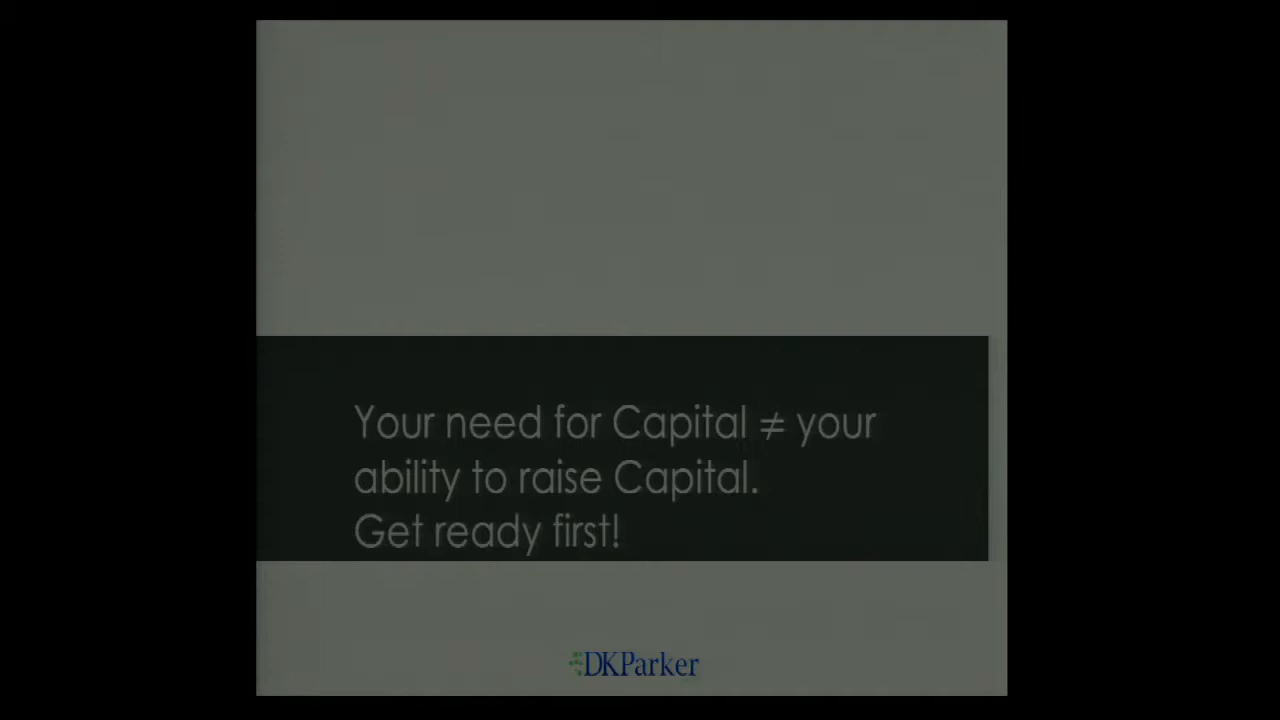 Your need for Capital ≠ your
ability to raise Capital.
Get ready first!
DKParker